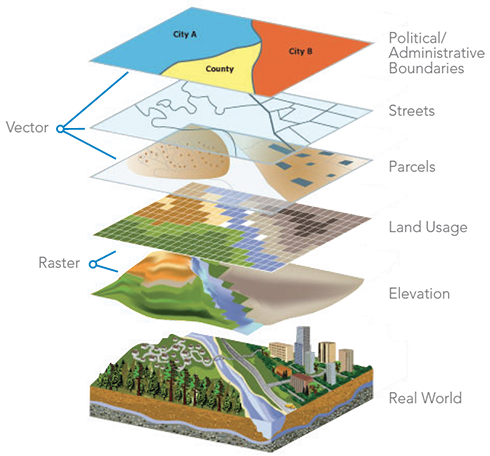 City A
City B
County
Political/
Administrative
Boundaries
Streets
Vector
Parcels
Land Usage
Raster
Elevation
Real World